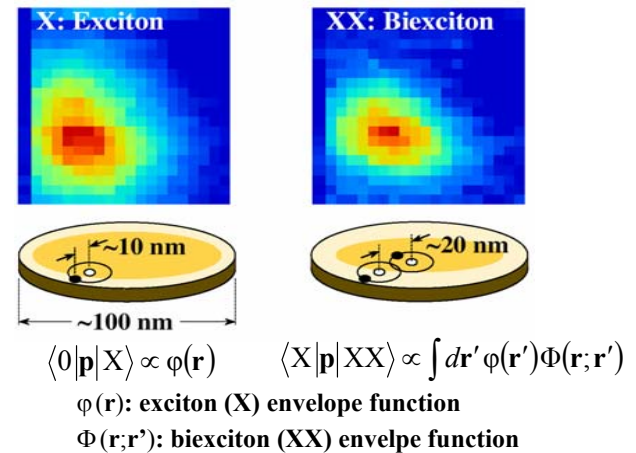 X: Exciton
XX: Biexciton
~10 nm
~20 nm
~100 nm
⟨0|p|X⟩ ∝ φ(r)
⟨X|p|XX⟩ ∝ ∫ dr′φ(r′)Φ(r;r′)
φ(r): exciton (X) envelope function
Φ(r;r’): biexciton (XX) envelpe function